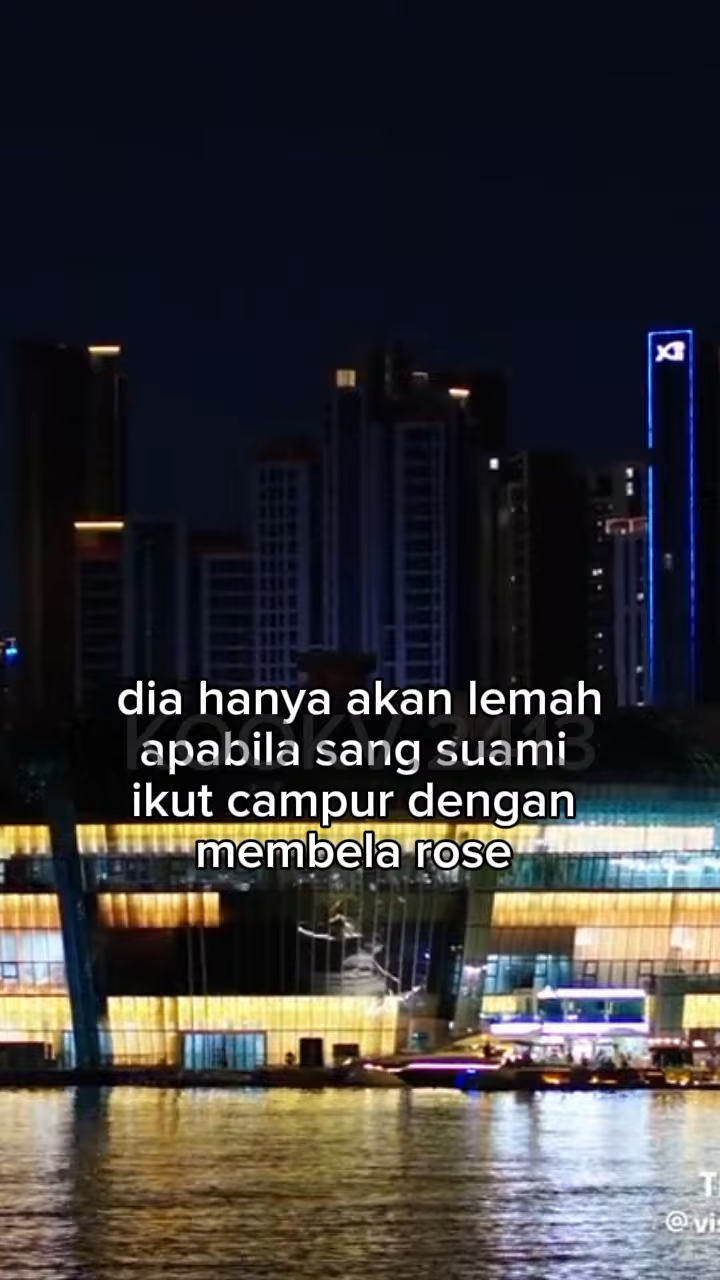 dia hanya akan lemah
apabila sang suami
ikut campur dengan
membela rose